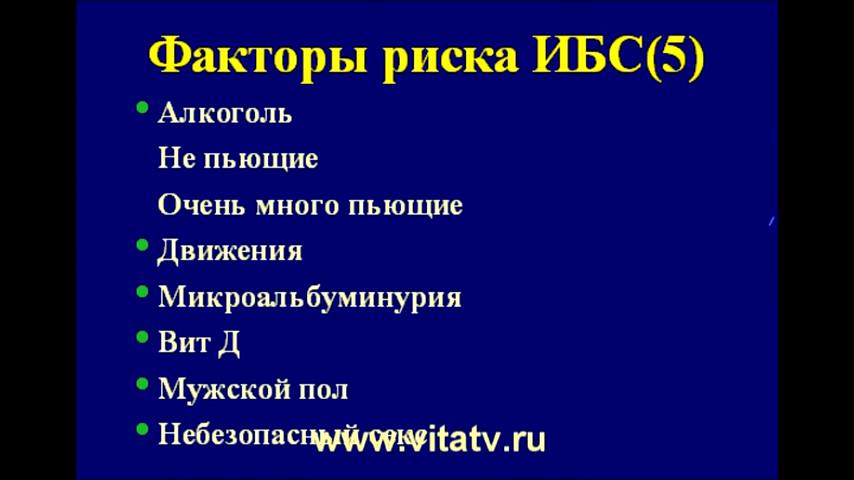 Факторы риска ИБС(5)
Алкоголь
Не пьющие
Очень много пьющие
Движения
Микроальбуминурия
Вит Д
Мужской пол
Небезопасный секс
www.vitatv.ru